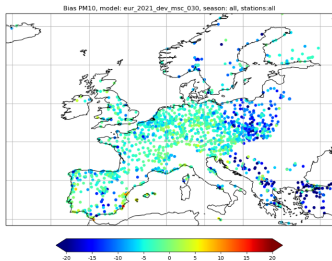 Bias PM10, model: eur_2021_dev_msc_030, season: all, stations:all
-20 -15 -10 -5 0 5 10 15 20